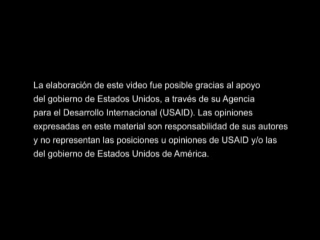 La elaboración de este video fue posible gracias al apoyo
del gobierno de Estados Unidos, a través de su Agencia
para el Desarrollo Internacional (USAID). Las opiniones
expresadas en este material son responsabilidad de sus autores
y no representan las posiciones u opiniones de USAID y/o las
del gobierno de Estados Unidos de América.